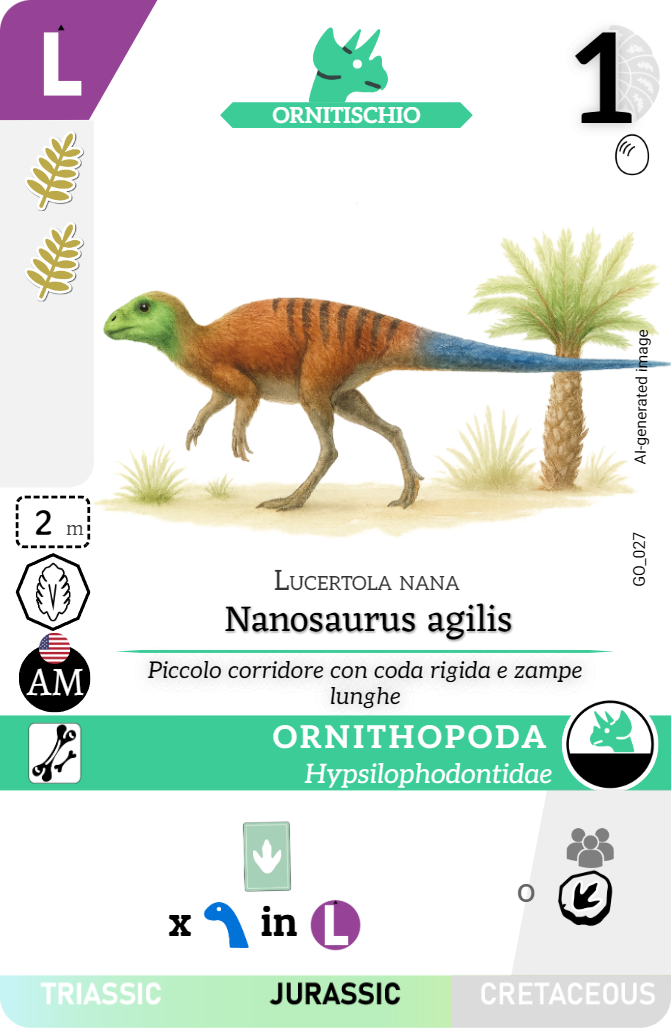 L
ORNITISCHIO
1
AI-generated image
2 m
GO_027
LUCERTOLA NANA
Nanosaurus agilis
AM
Piccolo corridore con coda rigida e zampe
lunghe
ORNITHOPODA
Hypsilophodontidae
o
x in L
TRIASSIC JURASSIC CRETACEOUS